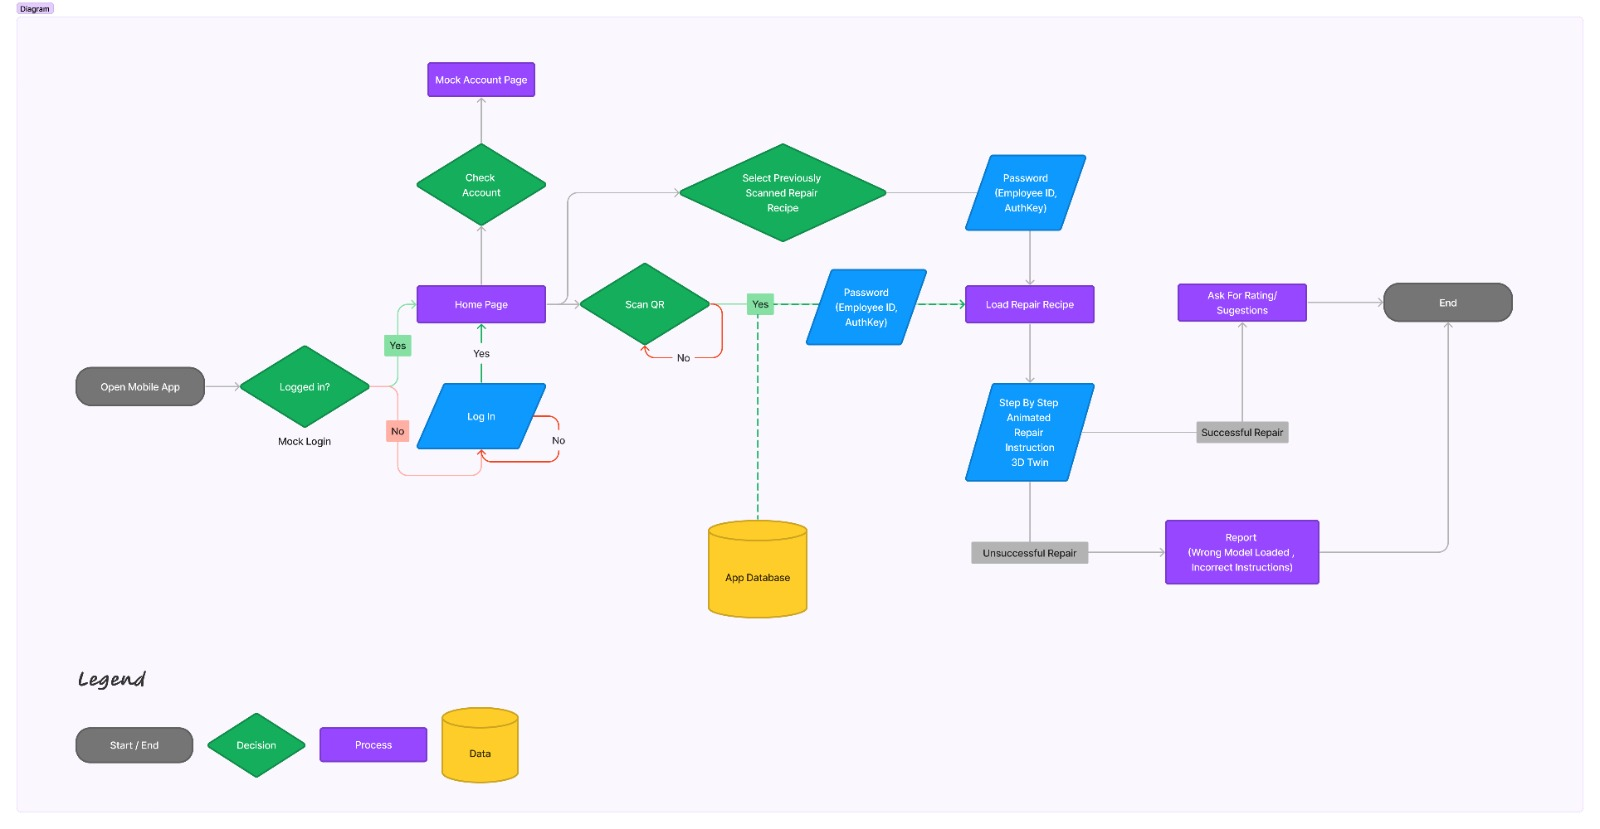 Diagram
Mock Account Page
Check
Account
Select Previously
Scanned Repair
Recipe
Password
(Employee ID,
AuthKey)
Home Page
Scan QR
Yes
No
Password
(Employee ID,
AuthKey)
Load Repair Recipe
Ask For Rating/
Sugestions
End
Open Mobile App
Logged in?
Mock Login
Yes
No
Yes
Log In
No
Step By Step
Animated
Repair
Instruction
3D Twin
Successful Repair
Unsuccessful Repair
Report
(Wrong Model Loaded ,
Incorrect Instructions)
App Database
Legend
Start / End
Decision
Process
Data